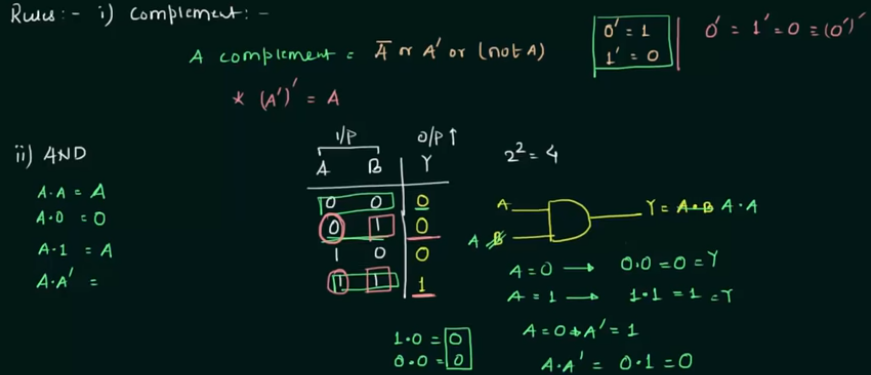 Rules:- i) Complement:-
A complement = A̅ or A' or (not A)
* (A')' = A
0' = 1
1' = 0
0' = 1' = 0 = (0')'
ii) AND
A·A = A
A·0 = 0
A·1 = A
A·A' =
I/P O/P ↑
A B Y
0 0 0
0 1 0
1 0 0
1 1 1
1·0 = 0
0·0 = 0
2² = 4
A
A B
Y = A·B A·A
A = 0 → 0·0 = 0 = Y
A = 1 → 1·1 = 1 = Y
A = 0 & A' = 1
A·A' = 0·1 = 0